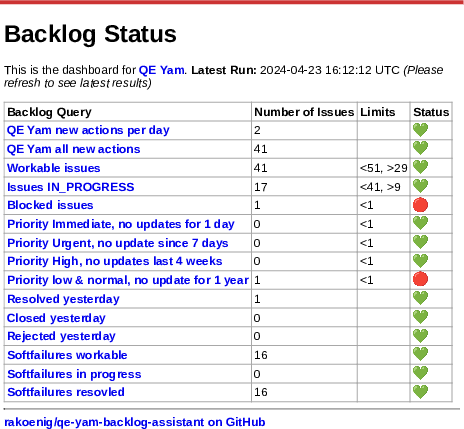 Backlog Status
This is the dashboard for QE Yam. Latest Run: 2024-04-23 16:12:12 UTC (Please
refresh to see latest results)
Backlog Query Number of Issues Limits Status
QE Yam new actions per day 2
QE Yam all new actions 41
Workable issues 41 <51, >29
Issues IN_PROGRESS 17 <41, >9
Blocked issues 1 <1
Priority Immediate, no updates for 1 day 0 <1
Priority Urgent, no update since 7 days 0 <1
Priority High, no updates last 4 weeks 0 <1
Priority low & normal, no update for 1 year 1 <1
Resolved yesterday 1
Closed yesterday 0
Rejected yesterday 0
Softfailures workable 16
Softfailures in progress 0
Softfailures resovled 16
rakoenig/qe-yam-backlog-assistant on GitHub